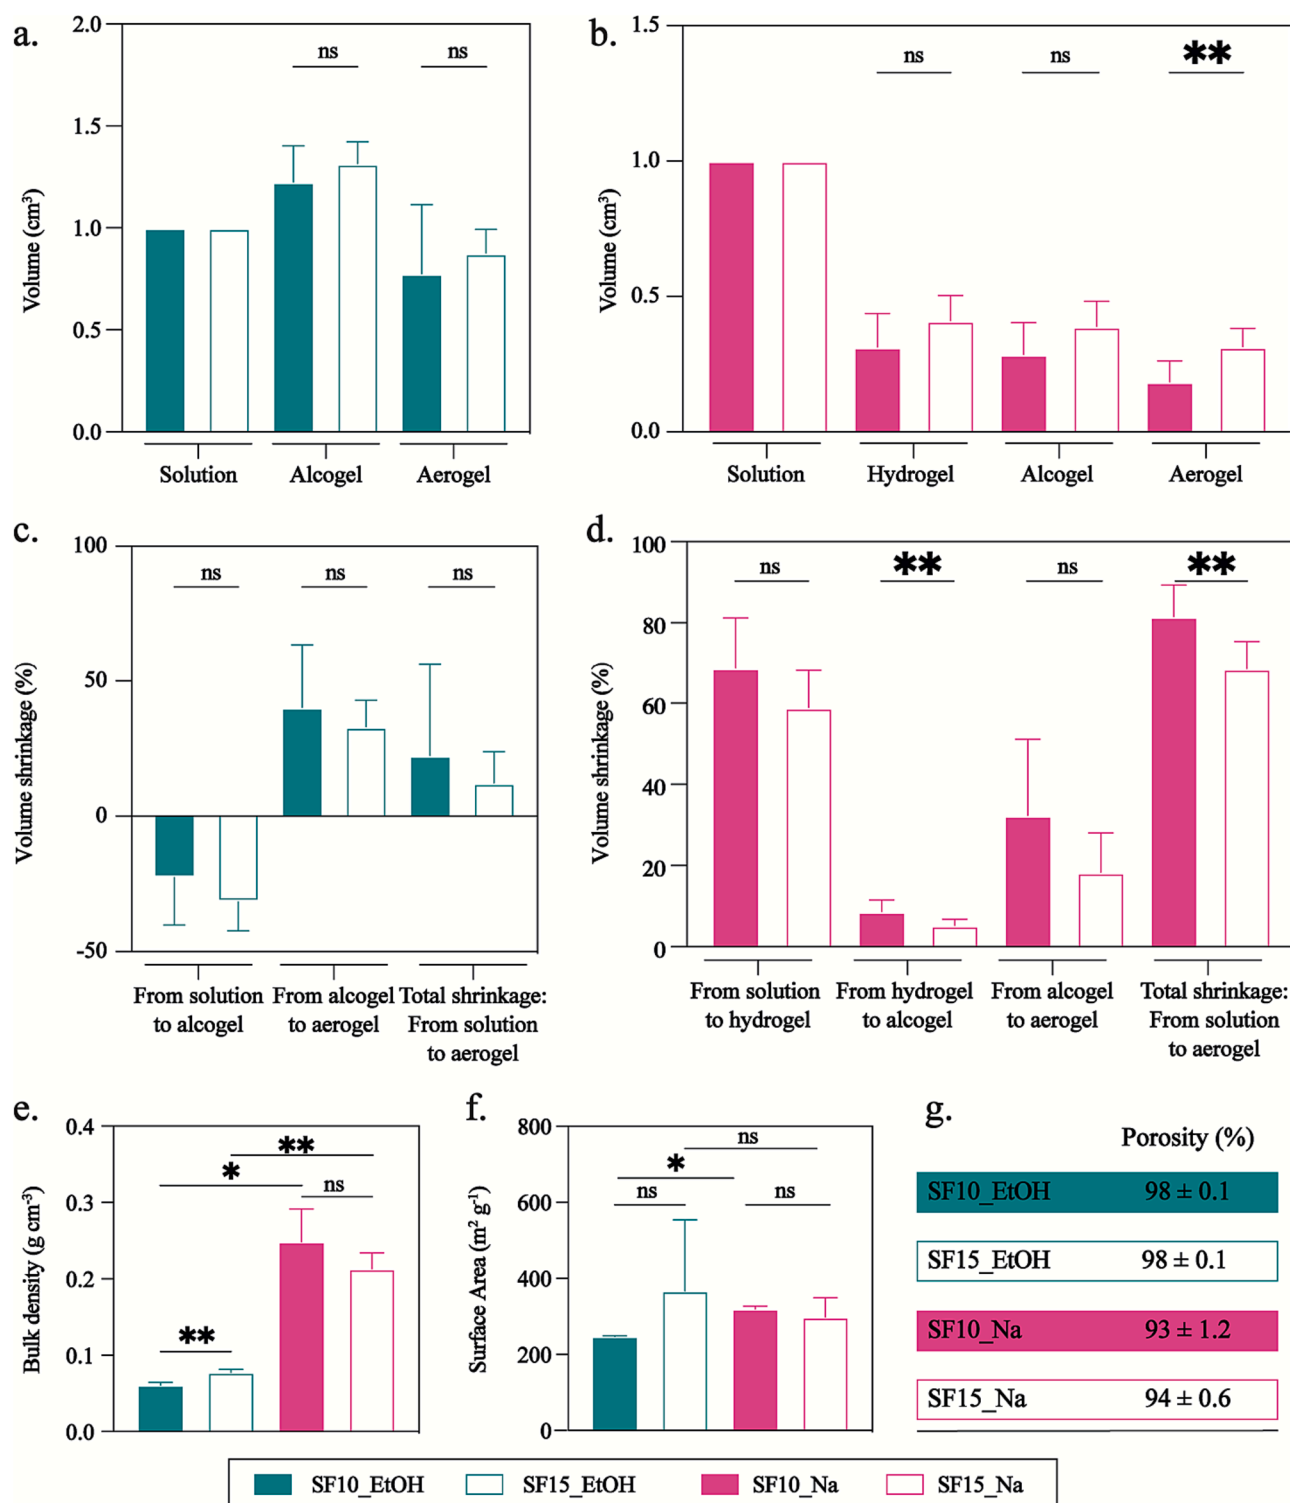 a.
2.0
1.5
1.0
0.5
0.0
Volume (cm³)
ns
ns
Solution
Alcogel
Aerogel
b.
1.5
1.0
0.5
0.0
Volume (cm³)
ns
ns
**
Solution
Hydrogel
Alcogel
Aerogel
c.
100
50
0
-50
Volume shrinkage (%)
ns
ns
ns
From solution
to alcogel
From alcogel
to aerogel
Total shrinkage:
From solution
to aerogel
d.
100
80
60
40
20
0
Volume shrinkage (%)
ns
**
ns
**
From solution
to hydrogel
From hydrogel
to alcogel
From alcogel
to aerogel
Total shrinkage:
From solution
to aerogel
e.
0.4
0.3
0.2
0.1
0.0
Bulk density (g cm⁻³)
**
*
ns
**
f.
800
600
400
200
0
Surface Area (m² g⁻¹)
ns
*
ns
ns
g.
Porosity (%)
SF10_EtOH 98 ± 0.1
SF15_EtOH 98 ± 0.1
SF10_Na 93 ± 1.2
SF15_Na 94 ± 0.6
SF10_EtOH SF15_EtOH SF10_Na SF15_Na